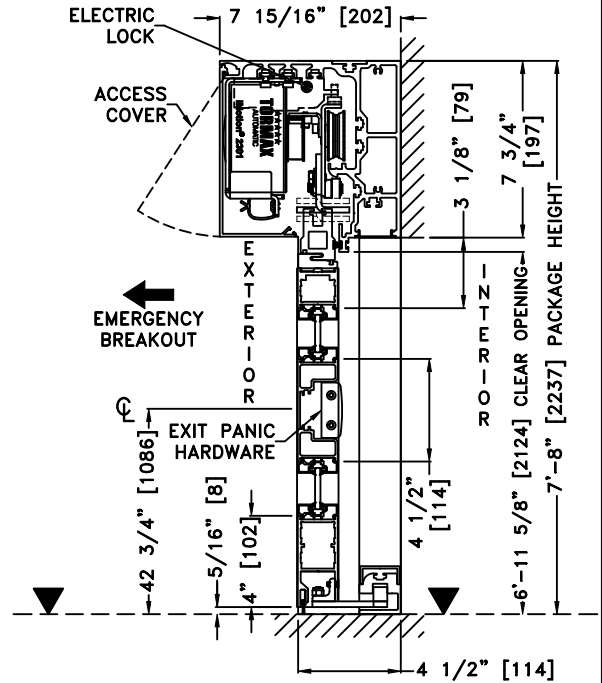 ELECTRIC
LOCK
7 15/16" [202]
ACCESS
COVER
TORMAX
AUTOMATIC
3 1/8" [79]
7 3/4"
[197]
7'-8" [2237] PACKAGE HEIGHT
6'-11 5/8" [2124] CLEAR OPENING
EXTERIOR
INTERIOR
EMERGENCY
BREAKOUT
℄
EXIT PANIC
HARDWARE
42 3/4" [1086]
5/16" [8]
4"
[102]
4 1/2"
[114]
4 1/2" [114]